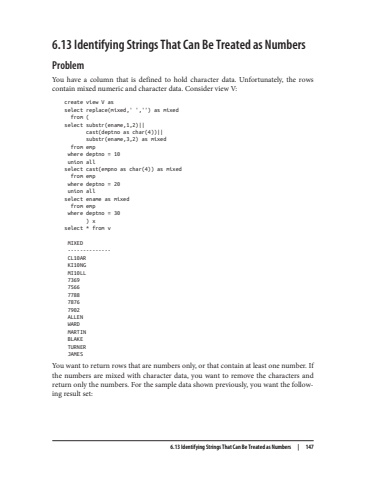 6.13 Identifying Strings That Can Be Treated as Numbers
Problem
You have a column that is defined to hold character data. Unfortunately, the rows
contain mixed numeric and character data. Consider view V:
create view V as
select replace(mixed,' ','') as mixed
from (
select substr(ename,1,2)||
cast(deptno as char(4))||
substr(ename,3,2) as mixed
from emp
where deptno = 10
union all
select cast(empno as char(4)) as mixed
from emp
where deptno = 20
union all
select ename as mixed
from emp
where deptno = 30
) x
select * from v
MIXED
--------------
CL10AR
KI10NG
MI10LL
7369
7566
7788
7876
7902
ALLEN
WARD
MARTIN
BLAKE
TURNER
JAMES
You want to return rows that are numbers only, or that contain at least one number. If
the numbers are mixed with character data, you want to remove the characters and
return only the numbers. For the sample data shown previously, you want the follow-
ing result set:
6.13 Identifying Strings That Can Be Treated as Numbers | 147